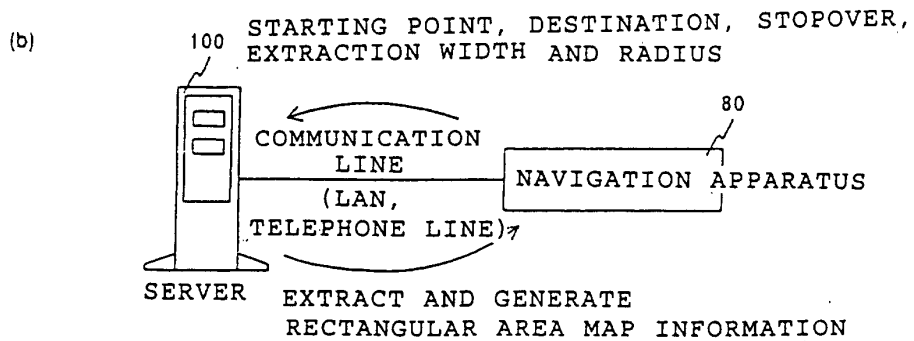 (b)
100
STARTING POINT, DESTINATION, STOPOVER,
EXTRACTION WIDTH AND RADIUS
80
COMMUNICATION
LINE
NAVIGATION APPARATUS
(LAN,
TELEPHONE LINE)
SERVER
EXTRACT AND GENERATE
RECTANGULAR AREA MAP INFORMATION